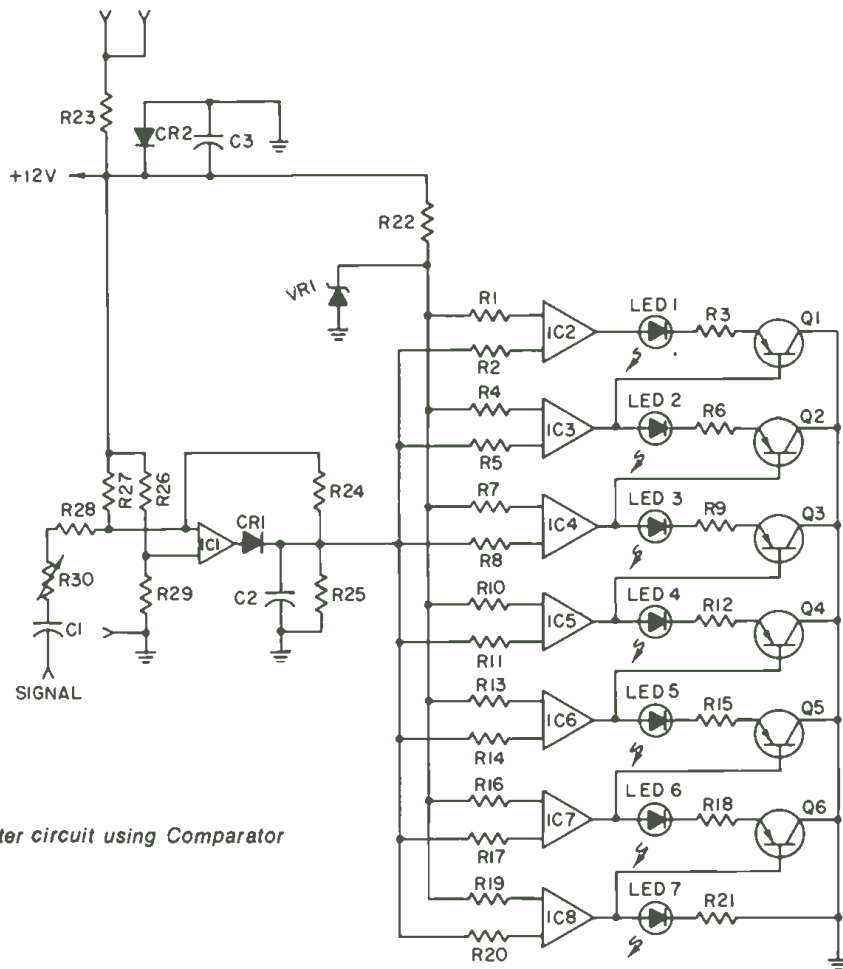 R23
CR2
C3
+12V
R22
VR1
R1
IC2
LED 1
R3
Q1
R2
R4
IC3
LED 2
R6
Q2
R5
R7
IC4
LED 3
R9
Q3
R8
R27
R26
R24
R28
IC1
CR1
R30
R29
C2
R25
C1
SIGNAL
R10
IC5
LED 4
R12
Q4
R11
R13
IC6
LED 5
R15
Q5
R14
R16
IC7
LED 6
R18
Q6
R17
R19
IC8
LED 7
R21
R20
ter circuit using Comparator